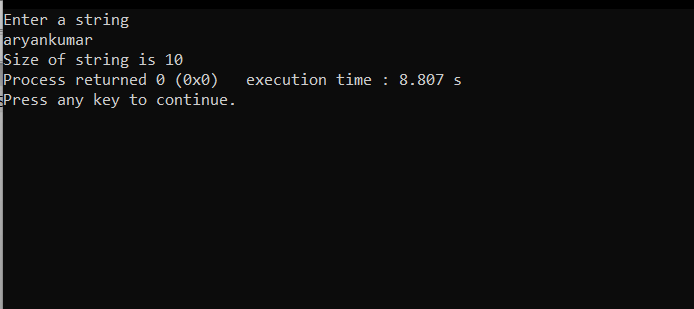 Enter a string
aryankumar
Size of string is 10
Process returned 0 (0x0)   execution time : 8.807 s
Press any key to continue.